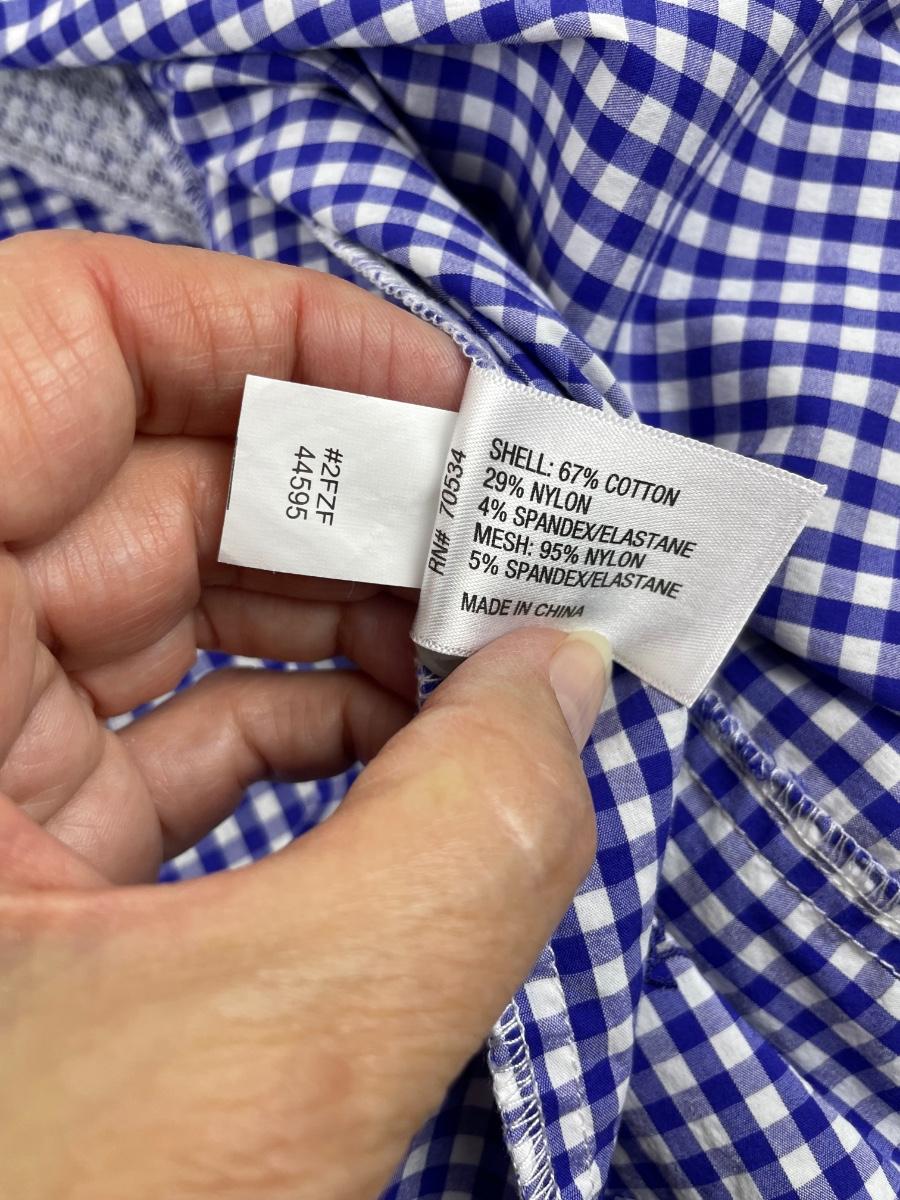 #2FZF
44595
RN# 70534
SHELL: 67% COTTON
29% NYLON
4% SPANDEX/ELASTANE
MESH: 95% NYLON
5% SPANDEX/ELASTANE
MADE IN CHINA